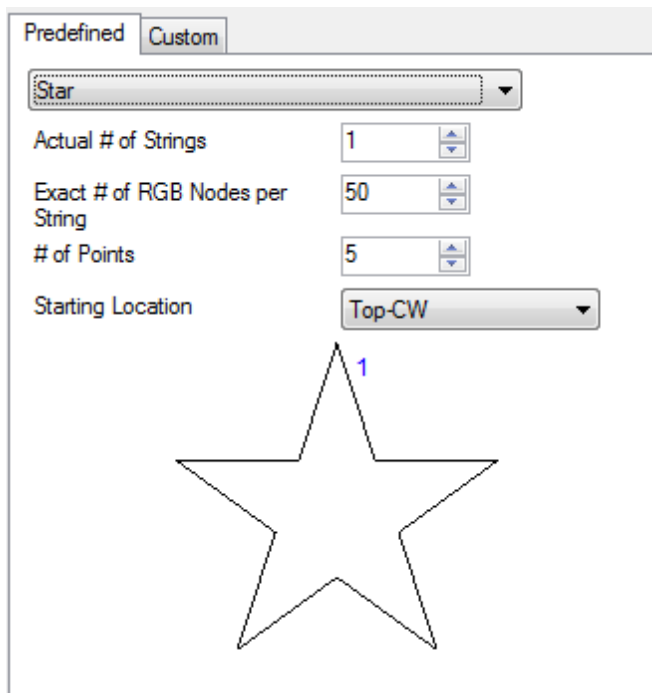 Predefined Custom
Star
Actual # of Strings 1
Exact # of RGB Nodes per 50
String
# of Points 5
Starting Location Top-CW
1